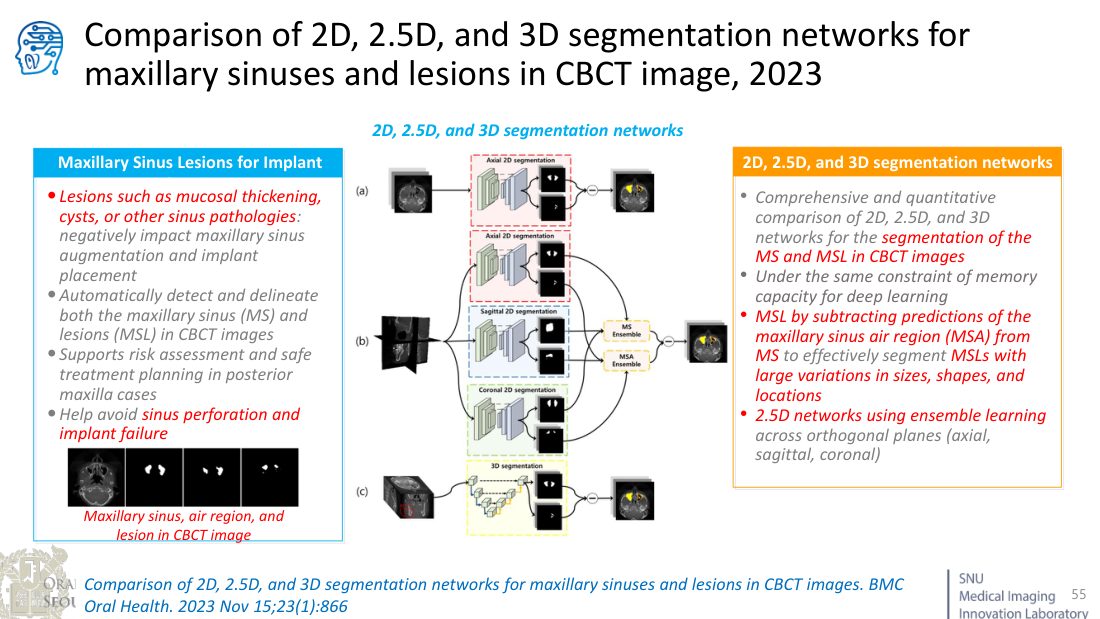 Comparison of 2D, 2.5D, and 3D segmentation networks for
maxillary sinuses and lesions in CBCT image, 2023
2D, 2.5D, and 3D segmentation networks
Maxillary Sinus Lesions for Implant
• Lesions such as mucosal thickening,
cysts, or other sinus pathologies:
negatively impact maxillary sinus
augmentation and implant
placement
• Automatically detect and delineate
both the maxillary sinus (MS) and
lesions (MSL) in CBCT images
• Supports risk assessment and safe
treatment planning in posterior
maxilla cases
• Help avoid sinus perforation and
implant failure
Maxillary sinus, air region, and
lesion in CBCT image
(a)
Axial 2D segmentation
(b)
Axial 2D segmentation
Sagittal 2D segmentation
Coronal 2D segmentation
MS
Ensemble
MSA
Ensemble
(c)
3D segmentation
2D, 2.5D, and 3D segmentation networks
• Comprehensive and quantitative
comparison of 2D, 2.5D, and 3D
networks for the segmentation of the
MS and MSL in CBCT images
• Under the same constraint of memory
capacity for deep learning
• MSL by subtracting predictions of the
maxillary sinus air region (MSA) from
MS to effectively segment MSLs with
large variations in sizes, shapes, and
locations
• 2.5D networks using ensemble learning
across orthogonal planes (axial,
sagittal, coronal)
Comparison of 2D, 2.5D, and 3D segmentation networks for maxillary sinuses and lesions in CBCT images. BMC
Oral Health. 2023 Nov 15;23(1):866
SNU
Medical Imaging
Innovation Laboratory
55